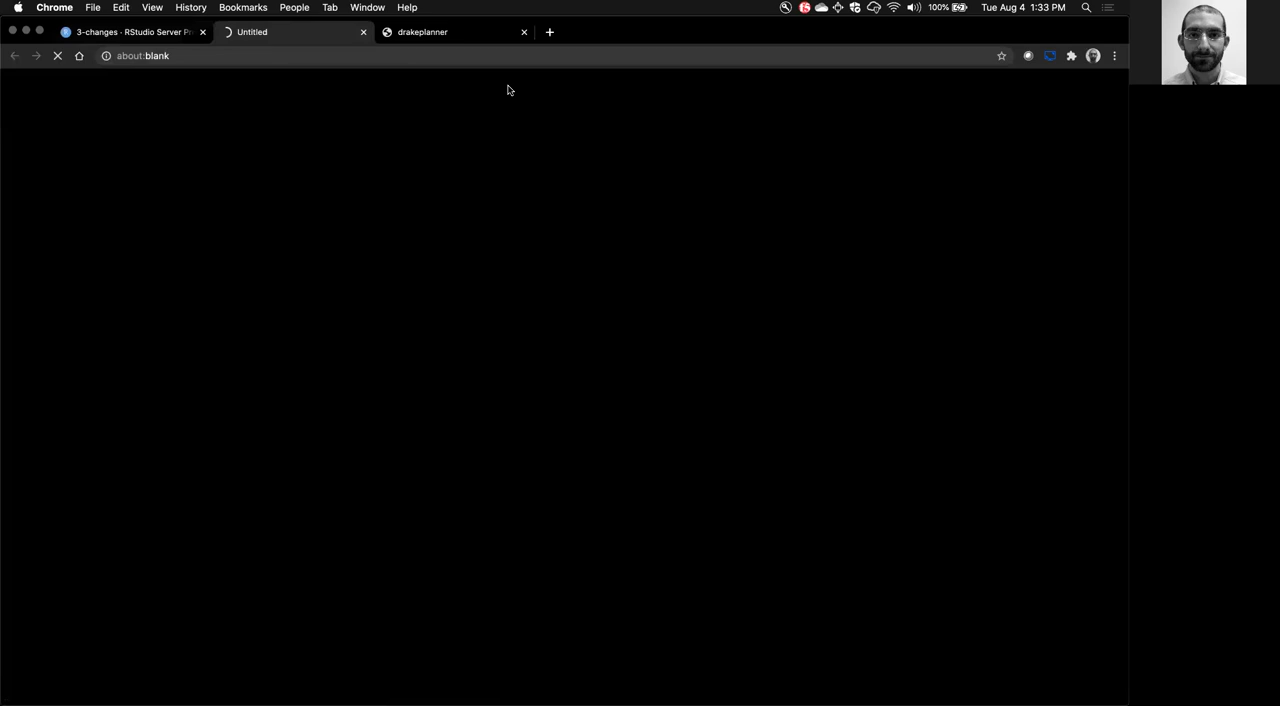 Chrome File Edit View History Bookmarks People Tab Window Help 100% Tue Aug 4 1:33 PM
3-changes - RStudio Server Pr Untitled drakeplanner
about:blank